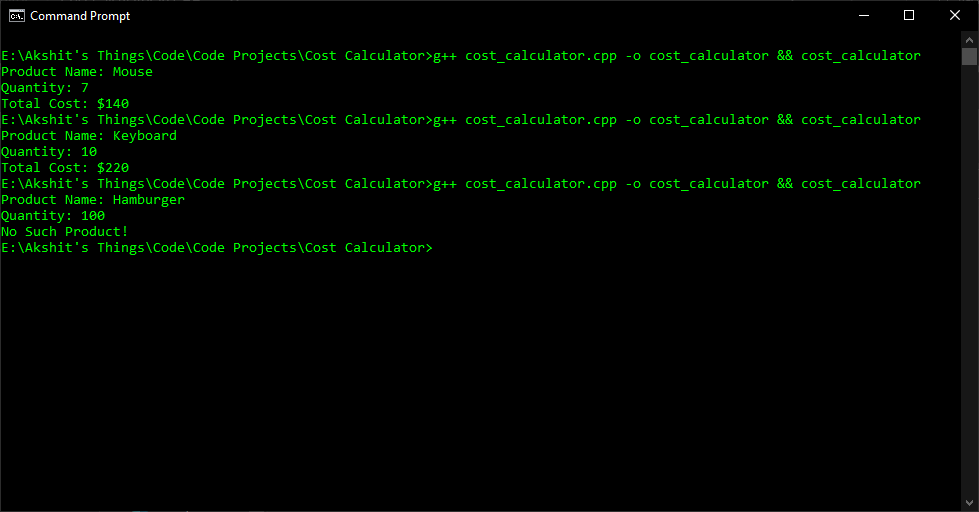 Command Prompt
E:\Akshit's Things\Code\Code Projects\Cost Calculator>g++ cost_calculator.cpp -o cost_calculator && cost_calculator
Product Name: Mouse
Quantity: 7
Total Cost: $140
E:\Akshit's Things\Code\Code Projects\Cost Calculator>g++ cost_calculator.cpp -o cost_calculator && cost_calculator
Product Name: Keyboard
Quantity: 10
Total Cost: $220
E:\Akshit's Things\Code\Code Projects\Cost Calculator>g++ cost_calculator.cpp -o cost_calculator && cost_calculator
Product Name: Hamburger
Quantity: 100
No Such Product!
E:\Akshit's Things\Code\Code Projects\Cost Calculator>